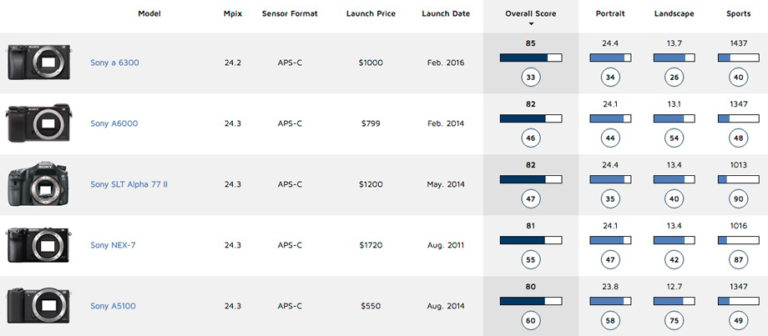 Model Mpix Sensor Format Launch Price Launch Date Overall Score Portrait Landscape Sports
Sony a 6300 24.2 APS-C $1000 Feb. 2016 85 24.4 13.7 1437
33 34 26 40
Sony A6000 24.3 APS-C $799 Feb. 2014 82 24.1 13.1 1347
46 44 54 48
Sony SLT Alpha 77 II 24.3 APS-C $1200 May. 2014 82 24.4 13.4 1013
47 35 40 90
Sony NEX-7 24.3 APS-C $1720 Aug. 2011 81 24.1 13.4 1016
55 47 42 87
Sony A5100 24.3 APS-C $550 Aug. 2014 80 23.8 12.7 1347
60 58 75 49